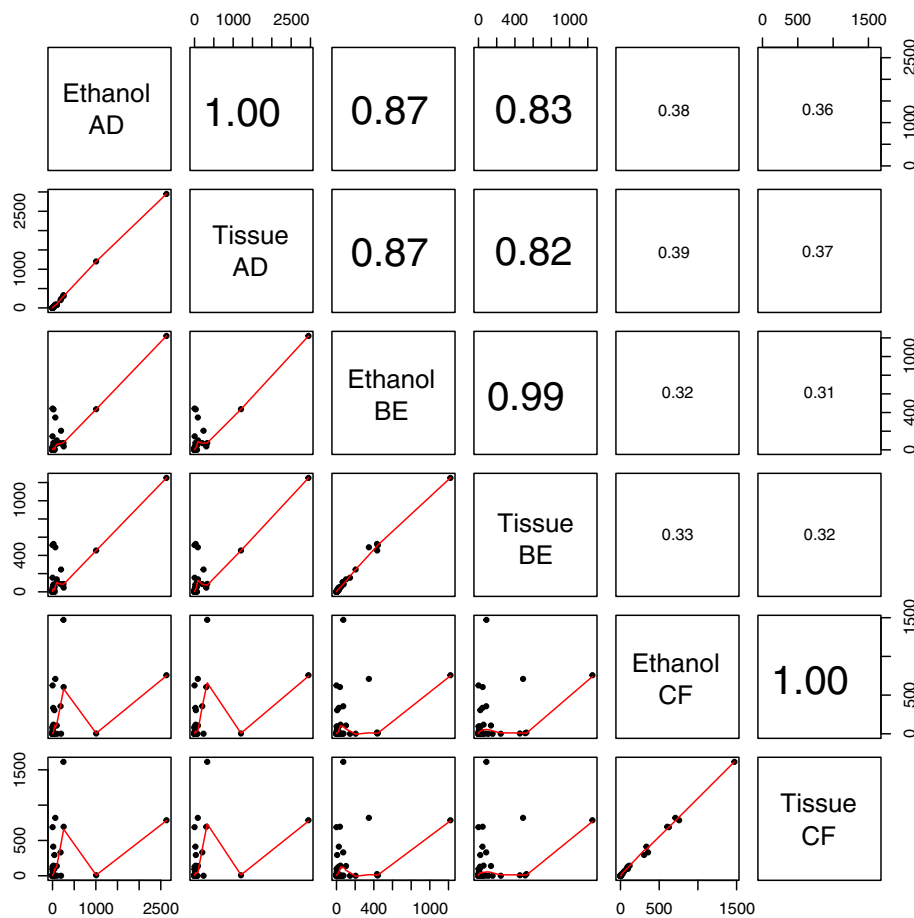 0 1000 2500
0 400 1000
0 500 1500
Ethanol
AD
1.00
0.87
0.83
0.38
0.36
0 1000 2500
0 1000 2500
Tissue
AD
0.87
0.82
0.39
0.37
Ethanol
BE
0.99
0.32
0.31
0 400 1000
0 400 1000
Tissue
BE
0.33
0.32
Ethanol
CF
1.00
0 500 1500
0 500 1500
Tissue
CF
0 1000 2500
0 400 1000
0 500 1500